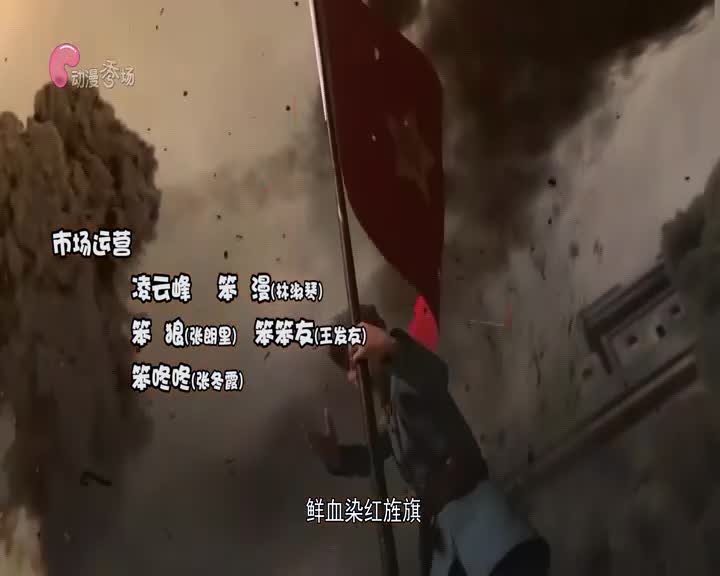 动漫秀场
市场运营
凌云峰 笨 漫(林淑琴)
笨 狼(张朗里) 笨笨友(王发友)
笨咚咚(张冬霞)
鲜血染红旌旗